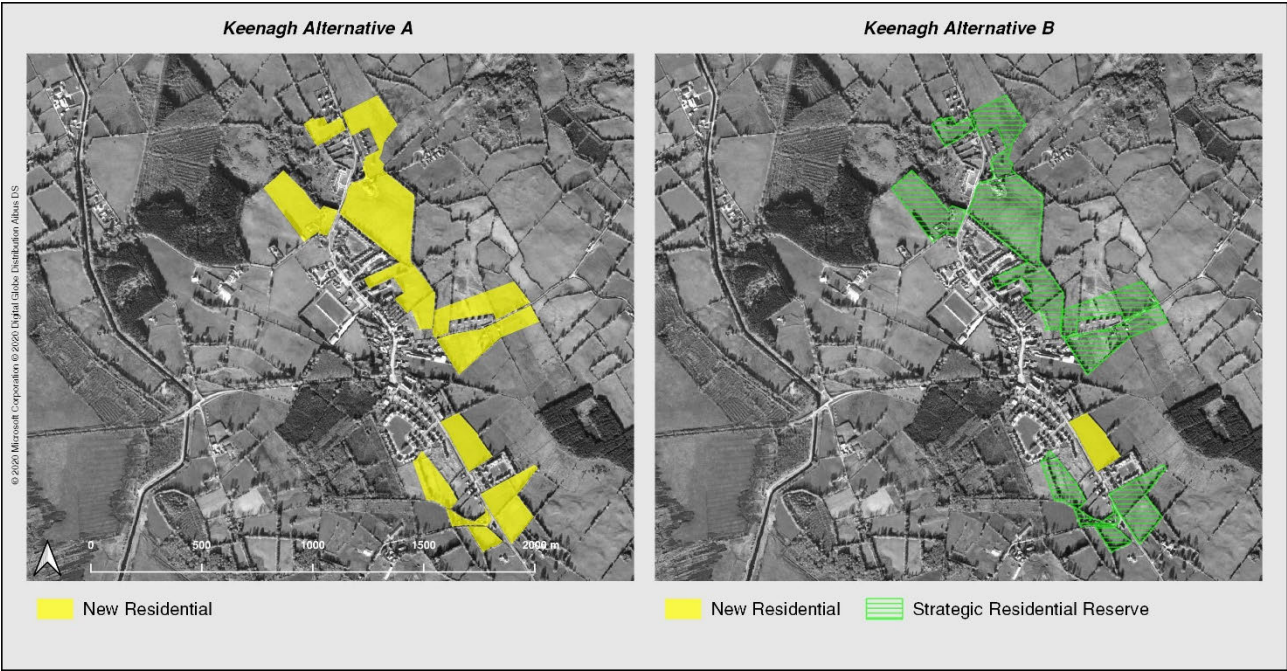 Keenagh Alternative A
Keenagh Alternative B
© 2020 Microsoft Corporation © 2020 Digital Globe Distribution Aibus DS
0 500 1000 1500 2000 m
New Residential
New Residential
Strategic Residential Reserve